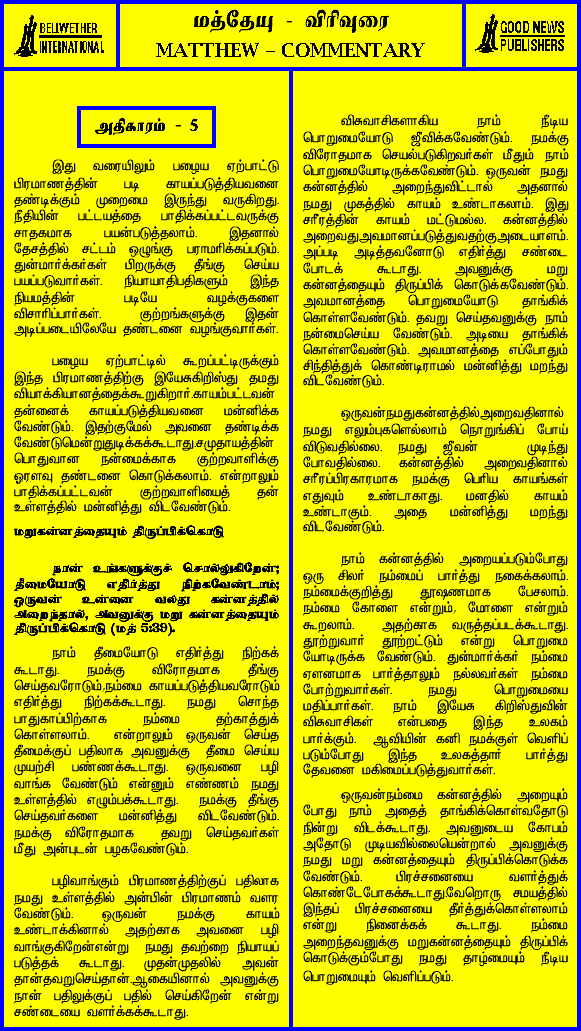 BELIWETHER
INTERNATIONAL
மத்தேயு - விரிவுரை
MATTHEW – COMMENTARY
GOOD NEWS
PUBLISHERS
அதிகாரம் - 5
இது வரையிலும் பழைய ஏற்பாட்டு
பிரமாணத்தின் படி காயப்படுத்தியவனை
தண்டிக்கும் முறைமை இருந்து வருகிறது.
நீதியின் பட்டயத்தை பாதிக்கப்பட்டவருக்கு
சாதகமாக பயன்படுத்தலாம். இதனால்
தேசத்தில் சட்டம் ஒழுங்கு பராமரிக்கப்படும்.
துன்மார்க்கர்கள் பிறருக்கு தீங்கு செய்ய
பயப்படுவார்கள். நியாயாதிபதிகளும் இந்த
நியமத்தின் படியே வழக்குகளை
விசாரிப்பார்கள். குற்றங்களுக்கு இதன்
அடிப்படையிலேயே தண்டனை வழங்குவார்கள்.
பழைய ஏற்பாட்டில் கூறப்பட்டிருக்கும்
இந்த பிரமாணத்திற்கு இயேசுகிறிஸ்து தமது
வியாக்கியானத்தைக்கூறுகிறார்.காயம்பட்டவன்
தன்னைக் காயப்படுத்தியவனை மன்னிக்க
வேண்டும். இதற்குமேல் அவனை தண்டிக்க
வேண்டுமென்றுதுடிக்கக்கூடாது.சமுதாயத்தின்
பொதுவான நன்மைக்காக குற்றவாளிக்கு
ஓரளவு தண்டனை கொடுக்கலாம். என்றாலும்
பாதிக்கப்பட்டவன் குற்றவாளியைத் தன்
உள்ளத்தில் மன்னித்து விடவேண்டும்.
மறுகன்னத்தையும் திருப்பிக்கொடு
நான் உங்களுக்குச் சொல்லுகிறேன்;
தீமையோடு எதிர்த்து நிற்கவேண்டாம்;
ஒருவன் உன்னை வலது கன்னத்தில்
அறைந்தால், அவனுக்கு மறு கன்னத்தையும்
திருப்பிக்கொடு (மத் 5:39).
நாம் தீமையோடு எதிர்த்து நிற்கக்
கூடாது. நமக்கு விரோதமாக தீங்கு
செய்தவரோடும்,நம்மை காயப்படுத்தியவரோடும்
எதிர்த்து நிற்கக்கூடாது. நமது சொந்த
பாதுகாப்பிற்காக நம்மை தற்காத்துக்
கொள்ளலாம். என்றாலும் ஒருவன் செய்த
தீமைக்குப் பதிலாக அவனுக்கு தீமை செய்ய
முயற்சி பண்ணக்கூடாது. ஒருவனை பழி
வாங்க வேண்டும் என்னும் எண்ணம் நமது
உள்ளத்தில் எழும்பக்கூடாது. நமக்கு தீங்கு
செய்தவர்களை மன்னித்து விடவேண்டும்.
நமக்கு விரோதமாக தவறு செய்தவர்கள்
மீது அன்புடன் பழகவேண்டும்.
பழிவாங்கும் பிரமாணத்திற்குப் பதிலாக
நமது உள்ளத்தில் அன்பின் பிரமாணம் வளர
வேண்டும். ஒருவன் நமக்கு காயம்
உண்டாக்கினால் அதற்காக அவனை பழி
வாங்குகிறேன்என்று நமது தவற்றை நியாயப்
படுத்தக் கூடாது. முதன்முதலில் அவன்
தான்தவறுசெய்தான்.ஆகையினால் அவனுக்கு
நான் பதிலுக்குப் பதில் செய்கிறேன் என்று
சண்டையை வளர்க்கக்கூடாது.
விசுவாசிகளாகிய நாம் நீடிய
பொறுமையோடு ஜீவிக்கவேண்டும். நமக்கு
விரோதமாக செயல்படுகிறவர்கள் மீதும் நாம்
பொறுமையோடிருக்கவேண்டும். ஒருவன் நமது
கன்னத்தில் அறைந்துவிட்டால் அதனால்
நமது முகத்தில் காயம் உண்டாகலாம். இது
சரீரத்தின் காயம் மட்டுமல்ல. கன்னத்தில்
அறைவதுஅவமானப்படுத்துவதற்குஅடையாளம்.
அப்படி அடித்தவனோடு எதிர்த்து சண்டை
போடக் கூடாது. அவனுக்கு மறு
கன்னத்தையும் திருப்பிக் கொடுக்கவேண்டும்.
அவமானத்தை பொறுமையோடு தாங்கிக்
கொள்ளவேண்டும். தவறு செய்தவனுக்கு நாம்
நன்மைசெய்ய வேண்டும். அடியை தாங்கிக்
கொள்ளவேண்டும். அவமானத்தை எப்போதும்
சிந்தித்துக் கொண்டிராமல் மன்னித்து மறந்து
விடவேண்டும்.
ஒருவன்நமதுகன்னத்தில்அறைவதினால்
நமது எலும்புகளெல்லாம் நொறுங்கிப் போய்
விடுவதில்லை. நமது ஜீவன் முடிந்து
போவதில்லை. கன்னத்தில் அறைவதினால்
சரீரப்பிரகாரமாக நமக்கு பெரிய காயங்கள்
எதுவும் உண்டாகாது. மனதில் காயம்
உண்டாகும். அதை மன்னித்து மறந்து
விடவேண்டும்.
நாம் கன்னத்தில் அறையப்படும்போது
ஒரு சிலர் நம்மைப் பார்த்து நகைக்கலாம்.
நம்மைக்குறித்து தூஷணமாக பேசலாம்.
நம்மை கோளை என்றும், மோளை என்றும்
கூறலாம். அதற்காக வருத்தப்படக்கூடாது.
தூற்றுவார் தூற்றட்டும் என்று பொறுமை
யோடிருக்க வேண்டும். துன்மார்க்கர் நம்மை
ஏளனமாக பார்த்தாலும் நல்லவர்கள் நம்மை
போற்றுவார்கள். நமது பொறுமையை
மதிப்பார்கள். நாம் இயேசு கிறிஸ்துவின்
விசுவாசிகள் என்பதை இந்த உலகம்
பார்க்கும். ஆவியின் கனி நமக்குள் வெளிப்
படும்போது இந்த உலகத்தார் பார்த்து
தேவனை மகிமைப்படுத்துவார்கள்.
ஒருவன்நம்மை கன்னத்தில் அறையும்
போது நாம் அதைத் தாங்கிக்கொள்வதோடு
நின்று விடக்கூடாது. அவனுடைய கோபம்
அதோடு முடியவில்லையென்றால் அவனுக்கு
நமது மறு கன்னத்தையும் திருப்பிக்கொடுக்க
வேண்டும். பிரச்சனையை வளர்த்துக்
கொண்டேபோகக்கூடாது.வேறொரு சமயத்தில்
இந்தப் பிரச்சனையை தீர்த்துக்கொள்ளலாம்
என்று நினைக்கக் கூடாது. நம்மை
அறைந்தவனுக்கு மறுகன்னத்தையும் திருப்பிக்
கொடுக்கும்போது நமது தாழ்மையும் நீடிய
பொறுமையும் வெளிப்படும்.